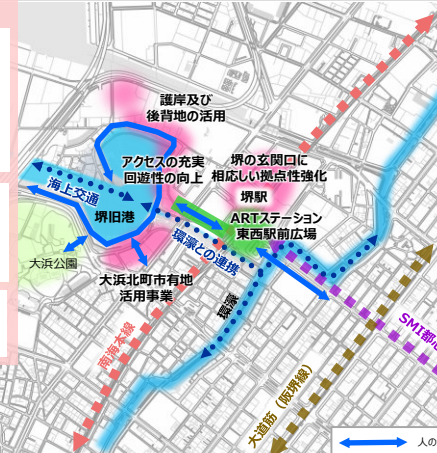 護岸及び
後背地の活用
アクセスの充実
回遊性の向上
堺の玄関口に
相応しい拠点性強化
堺駅
海上交通
堺旧港
ARTステーション
東西駅前広場
環濠との連携
大浜公園
大浜北町市有地
活用事業
環濠
南海本線
SMI都心
大道筋（阪堺線）
人の